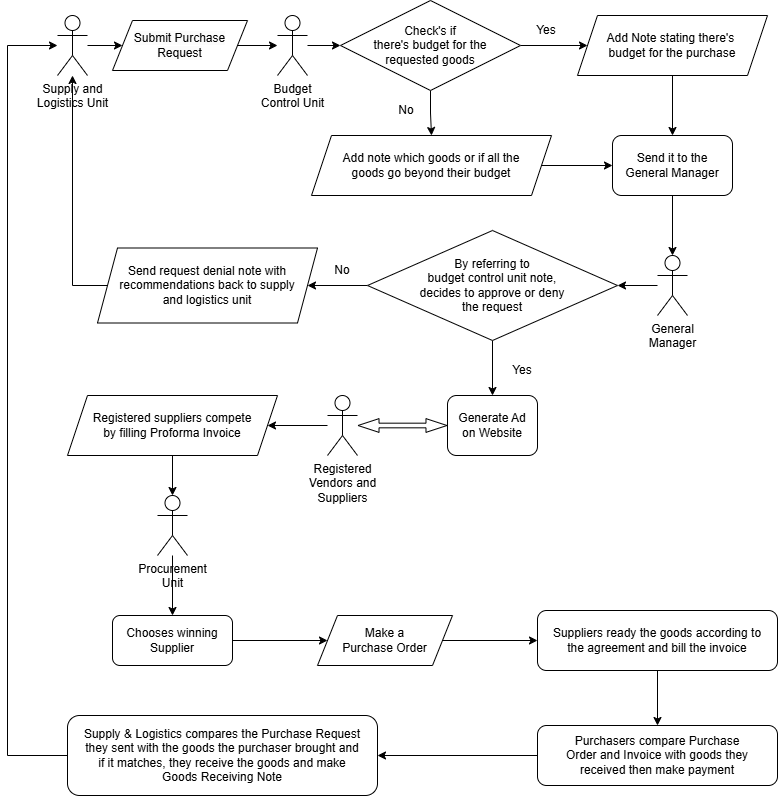 Submit Purchase
Request
Supply and
Logistics Unit
Budget
Control Unit
Check's if
there's budget for the
requested goods
Yes
Add Note stating there's
budget for the purchase
No
Add note which goods or if all the
goods go beyond their budget
Send it to the
General Manager
General
Manager
By referring to
budget control unit note,
decides to approve or deny
the request
No
Send request denial note with
recommendations back to supply
and logistics unit
Yes
Generate Ad
on Website
Registered
Vendors and
Suppliers
Registered suppliers compete
by filling Proforma Invoice
Procurement
Unit
Chooses winning
Supplier
Make a
Purchase Order
Suppliers ready the goods according to
the agreement and bill the invoice
Purchasers compare Purchase
Order and Invoice with goods they
received then make payment
Supply & Logistics compares the Purchase Request
they sent with the goods the purchaser brought and
if it matches, they receive the goods and make
Goods Receiving Note